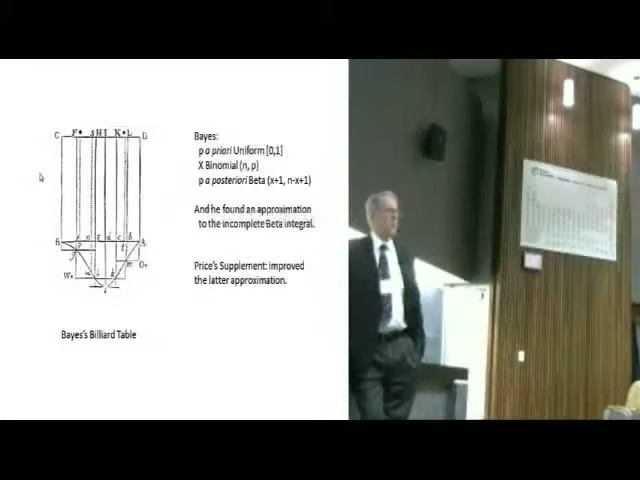 C F S H I K L D
Bayes:
p a priori Uniform [0,1]
X Binomial (n, p)
p a posteriori Beta (x+1, n-x+1)
And he found an approximation
to the incomplete Beta integral.
Price's Supplement: improved
the latter approximation.
Bayes's Billiard Table